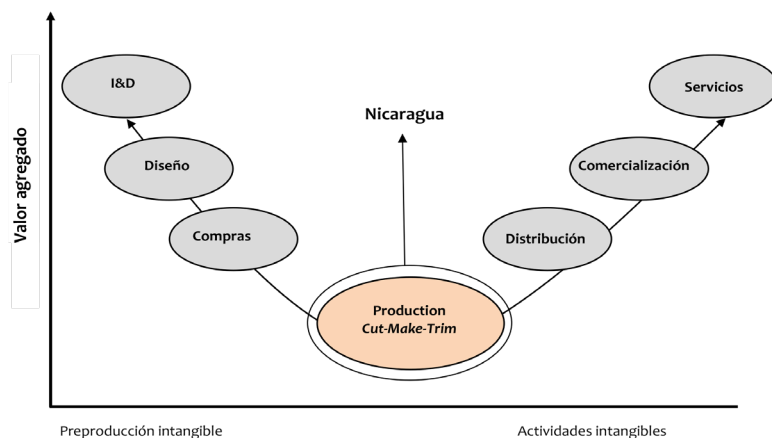 I&D
Servicios
Nicaragua
Diseño
Comercialización
Compras
Distribución
Valor agregado
Production
Cut-Make-Trim
Preproducción intangible
Actividades intangibles